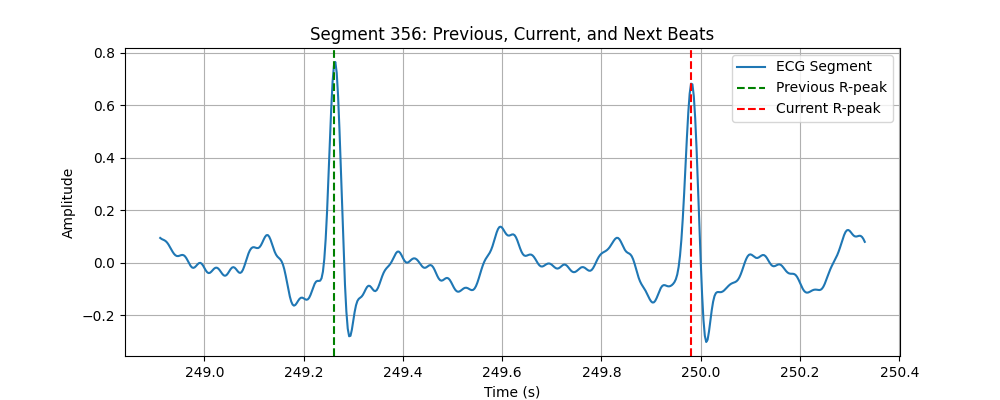 Segment 356: Previous, Current, and Next Beats
ECG Segment
Previous R-peak
Current R-peak
Amplitude
0.8
0.6
0.4
0.2
0.0
−0.2
249.0 249.2 249.4 249.6 249.8 250.0 250.2 250.4
Time (s)